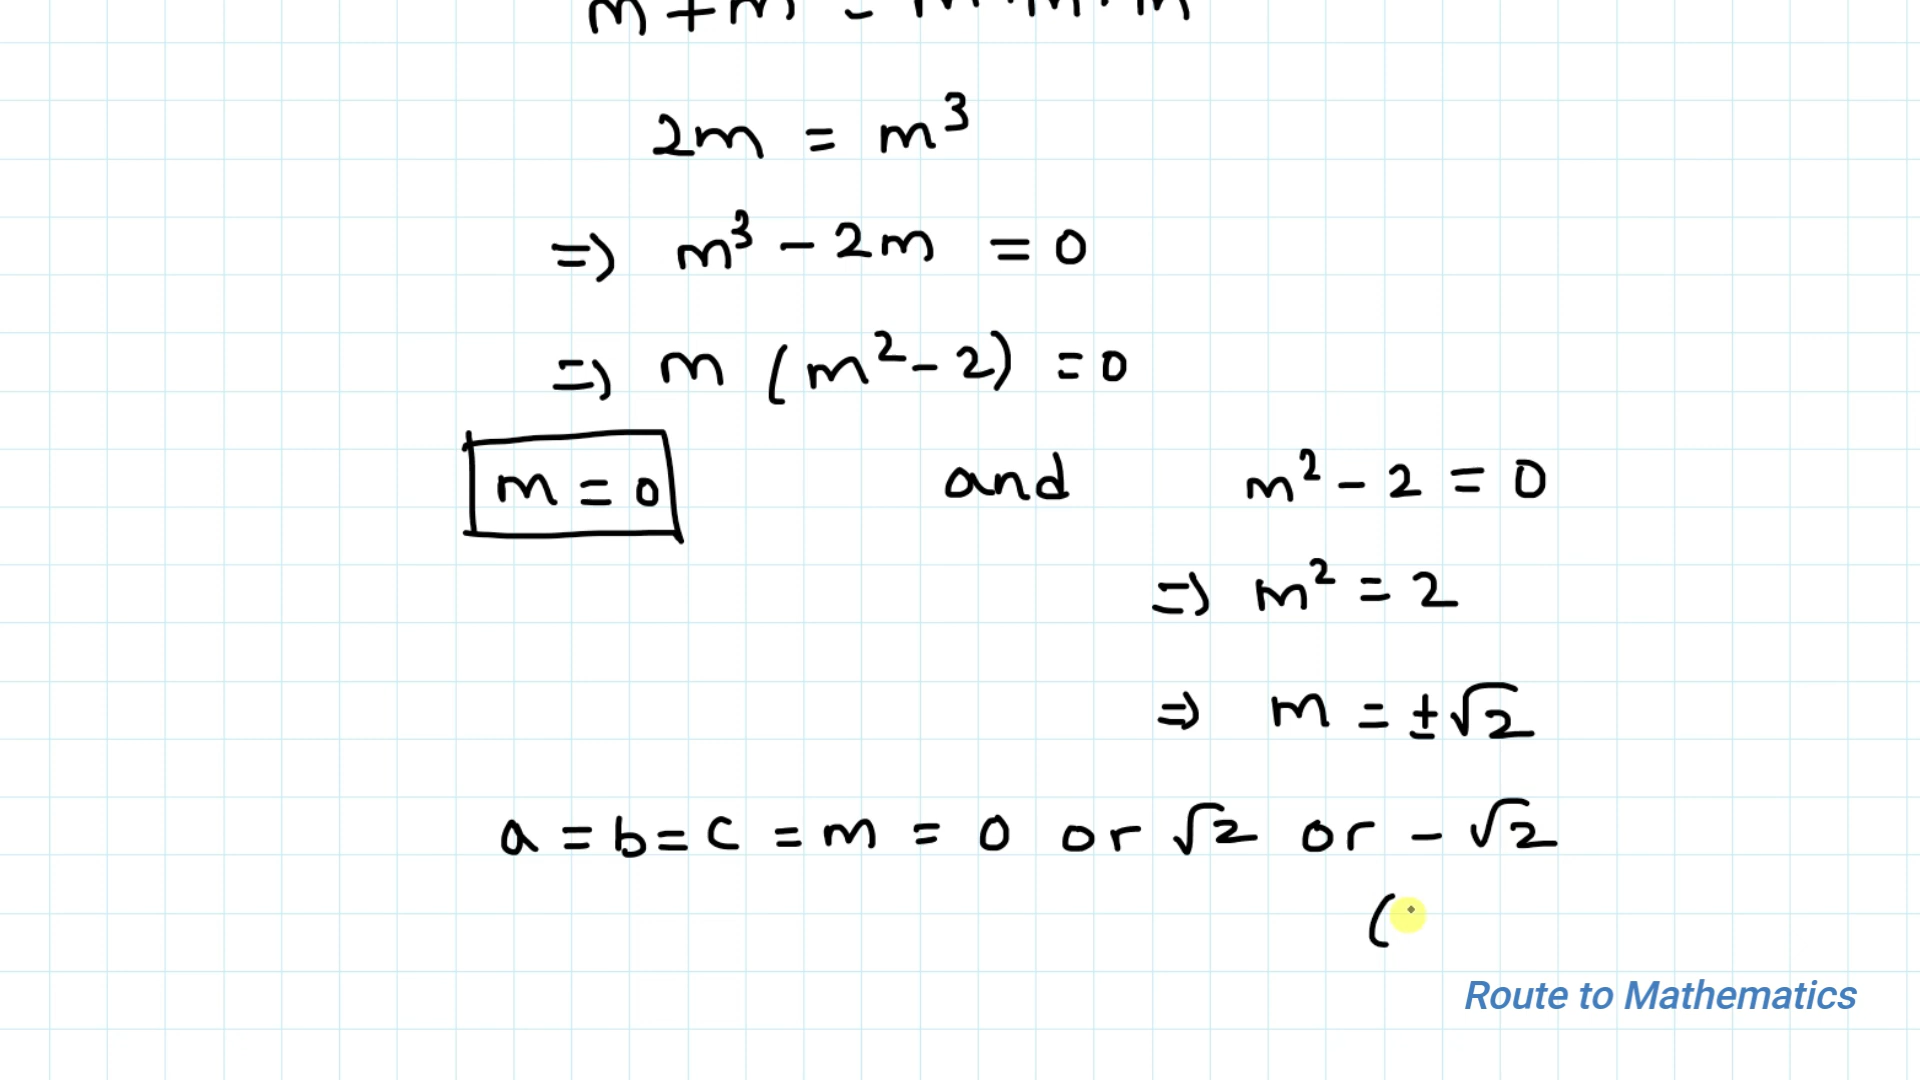 2m = m³
=> m³ - 2m = 0
=> m (m² - 2) = 0
m = 0 and m² - 2 = 0
=> m² = 2
=> m = ±√2
a = b = c = m = 0 or √2 or - √2
(
Route to Mathematics